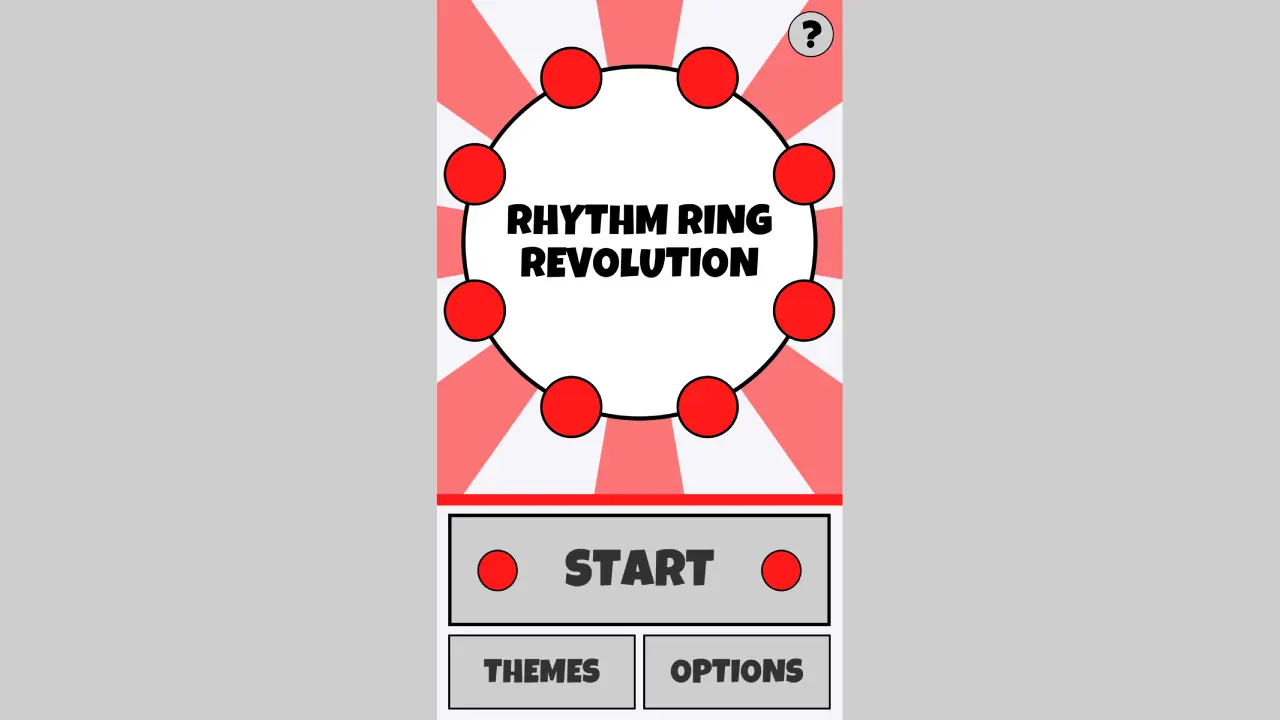 ?
RHYTHM RING
REVOLUTION
START
THEMES
OPTIONS